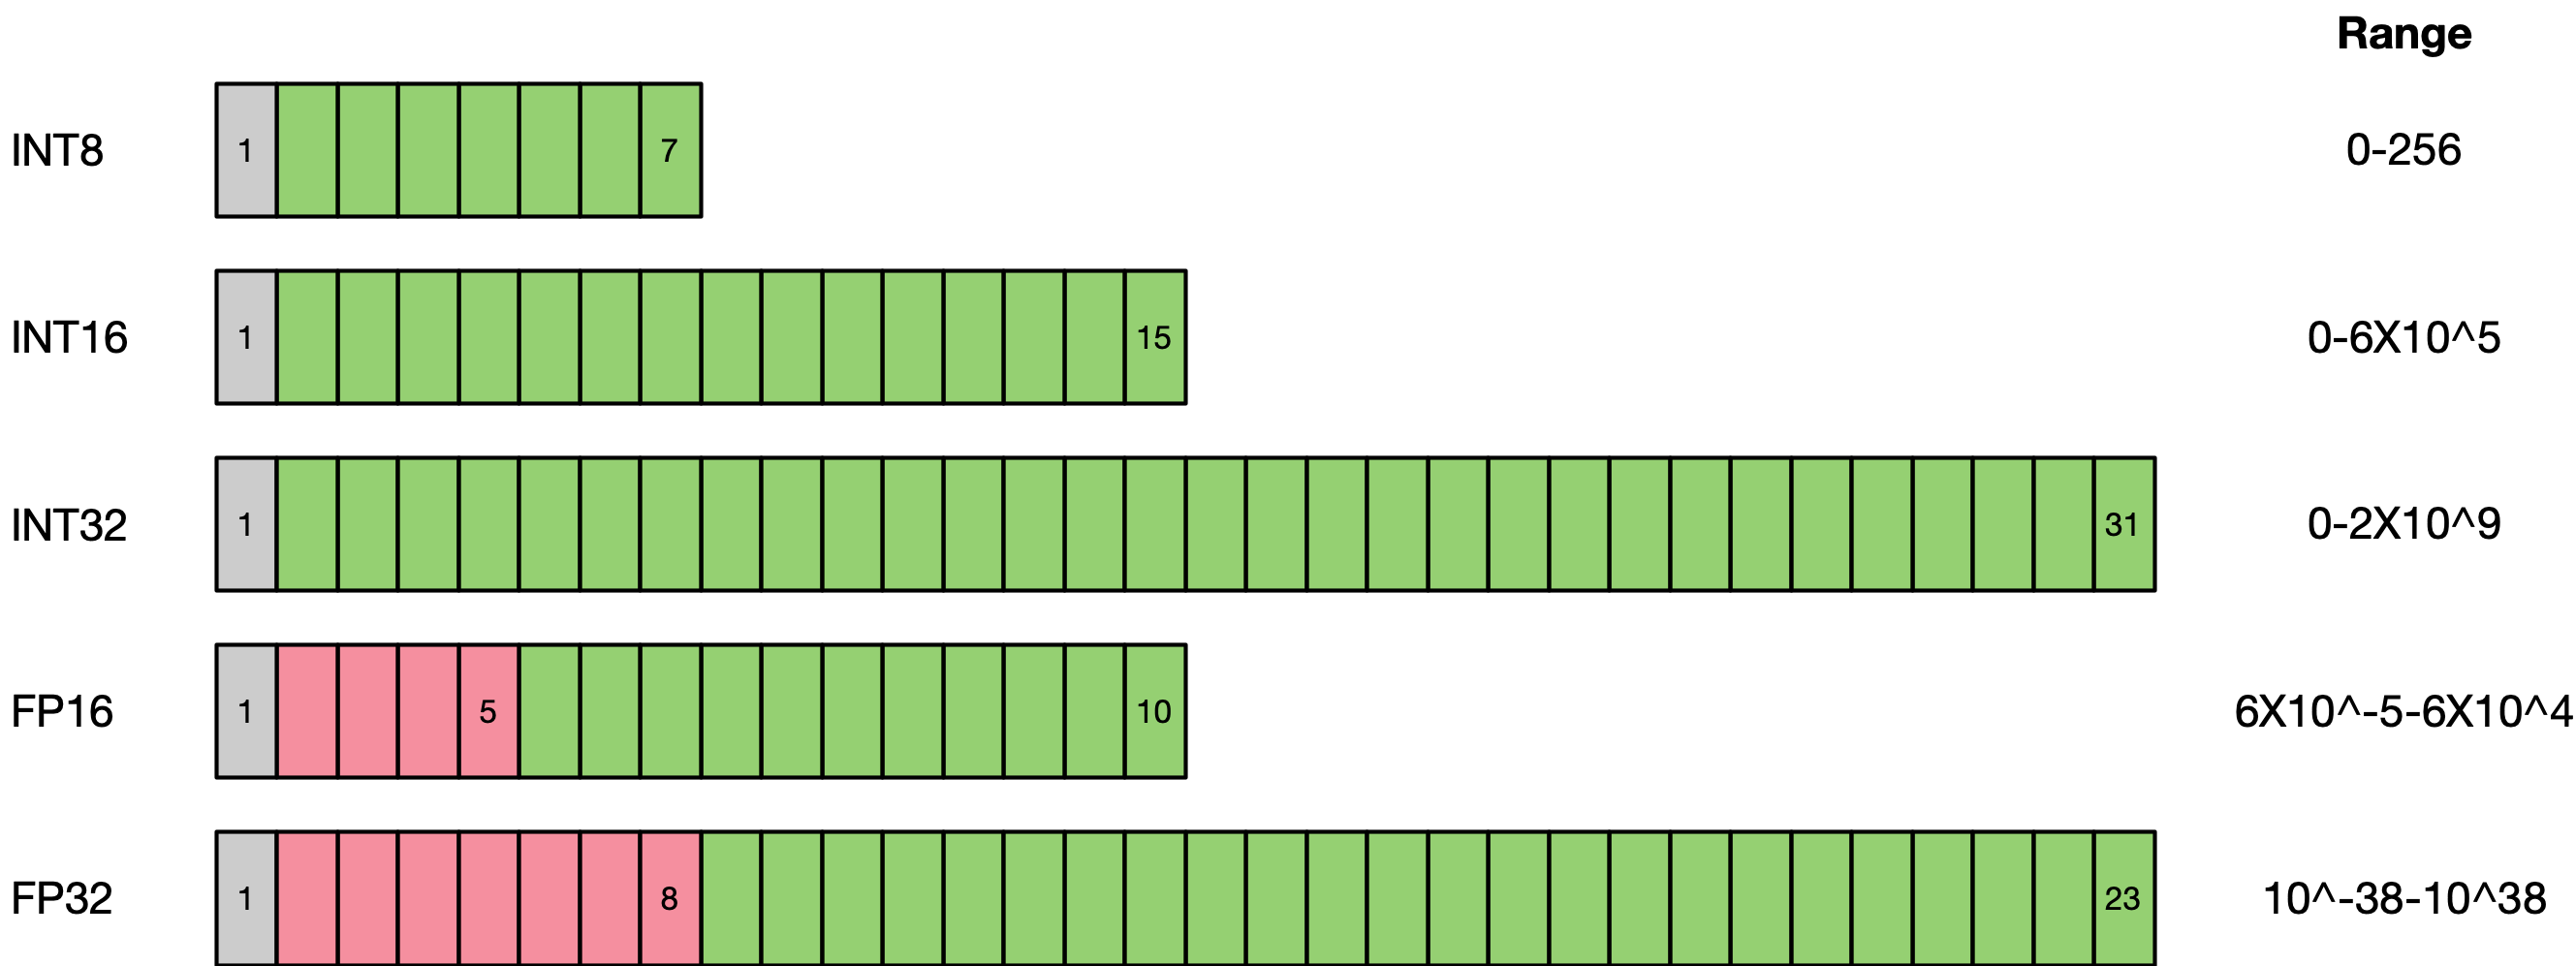 Range
INT8 1 7 0-256
INT16 1 15 0-6X10^5
INT32 1 31 0-2X10^9
FP16 1 5 10 6X10^-5-6X10^4
FP32 1 8 23 10^-38-10^38